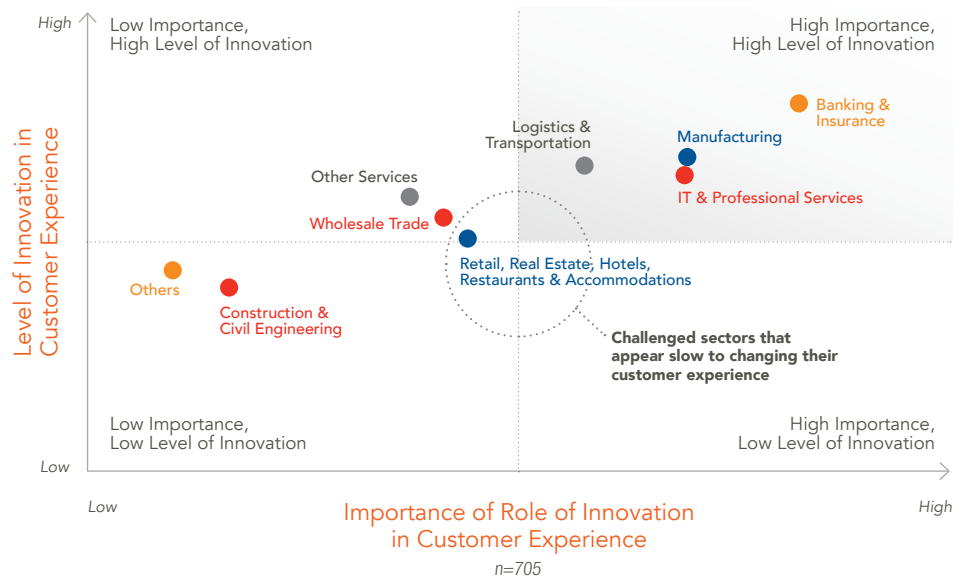 High
Low Importance,
High Level of Innovation
High Importance,
High Level of Innovation
Banking &
Insurance
Logistics &
Transportation
Manufacturing
Other Services
IT & Professional Services
Wholesale Trade
Retail, Real Estate, Hotels,
Restaurants & Accommodations
Others
Construction &
Civil Engineering
Challenged sectors that
appear slow to changing their
customer experience
Level of Innovation in
Customer Experience
Low Importance,
Low Level of Innovation
High Importance,
Low Level of Innovation
Low
Low
High
Importance of Role of Innovation
in Customer Experience
n=705